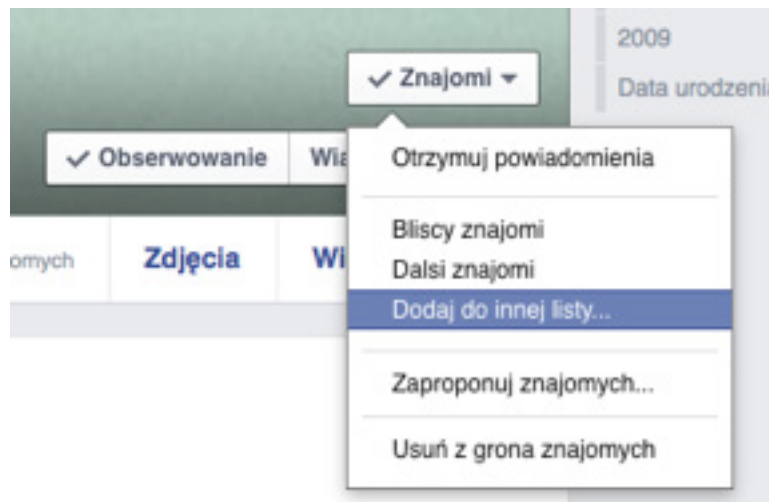 2009
Data urodzenia
Znajomi
Obserwowanie
Otrzymuj powiadomienia
Bliscy znajomi
Zdjęcia
Dalsi znajomi
Dodaj do innej listy...
Zaproponuj znajomych...
Usuń z grona znajomych